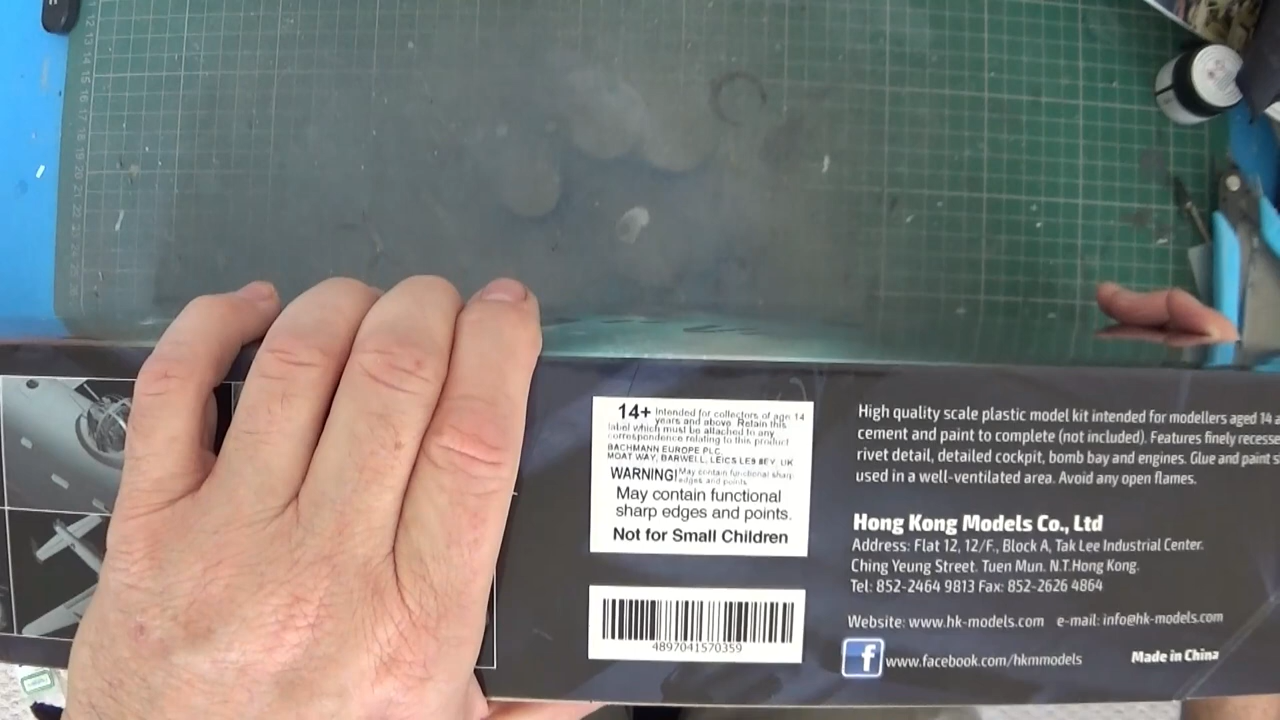 14+ Intended for collectors of age 14
years and above. Retain this
label which must be attached to any
correspondence relating to this product
BACHMANN EUROPE PLC.
MOAT WAY, BARWELL, LEICS LE9 8EY. UK
WARNING! May contain functional sharp
edges and points.
May contain functional
sharp edges and points.
Not for Small Children
4897041570359
High quality scale plastic model kit intended for modellers aged 14
cement and paint to complete (not included). Features finely
rivet detail, detailed cockpit, bomb bay and engines. Glue and paint
used in a well-ventilated area. Avoid any open flames.
Hong Kong Models Co., Ltd
Address: Flat 12, 12/F., Block A, Tak Lee Industrial Center.
Ching Yeung Street. Tuen Mun. N.T.Hong Kong.
Tel: 852-2464 9813 Fax: 852-2626 4864
Website: www.hk-models.com e-mail: info@hk-models.com
f www.facebook.com/hkmmodels
Made in China